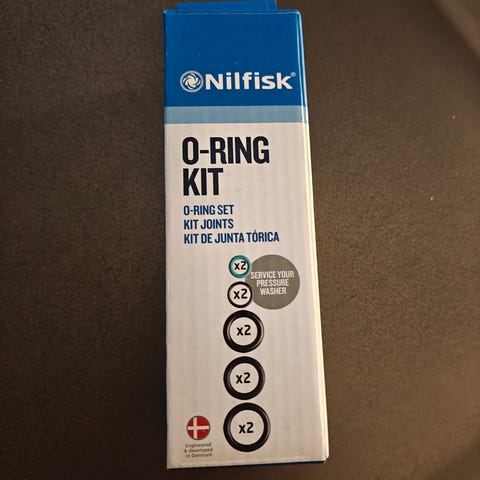 Nilfisk®
O-RING
KIT
O-RING SET
KIT JOINTS
KIT DE JUNTA TÓRICA
x2
SERVICE YOUR
PRESSURE
WASHER
x2
x2
x2
x2
Engineered
& developed
in Denmark